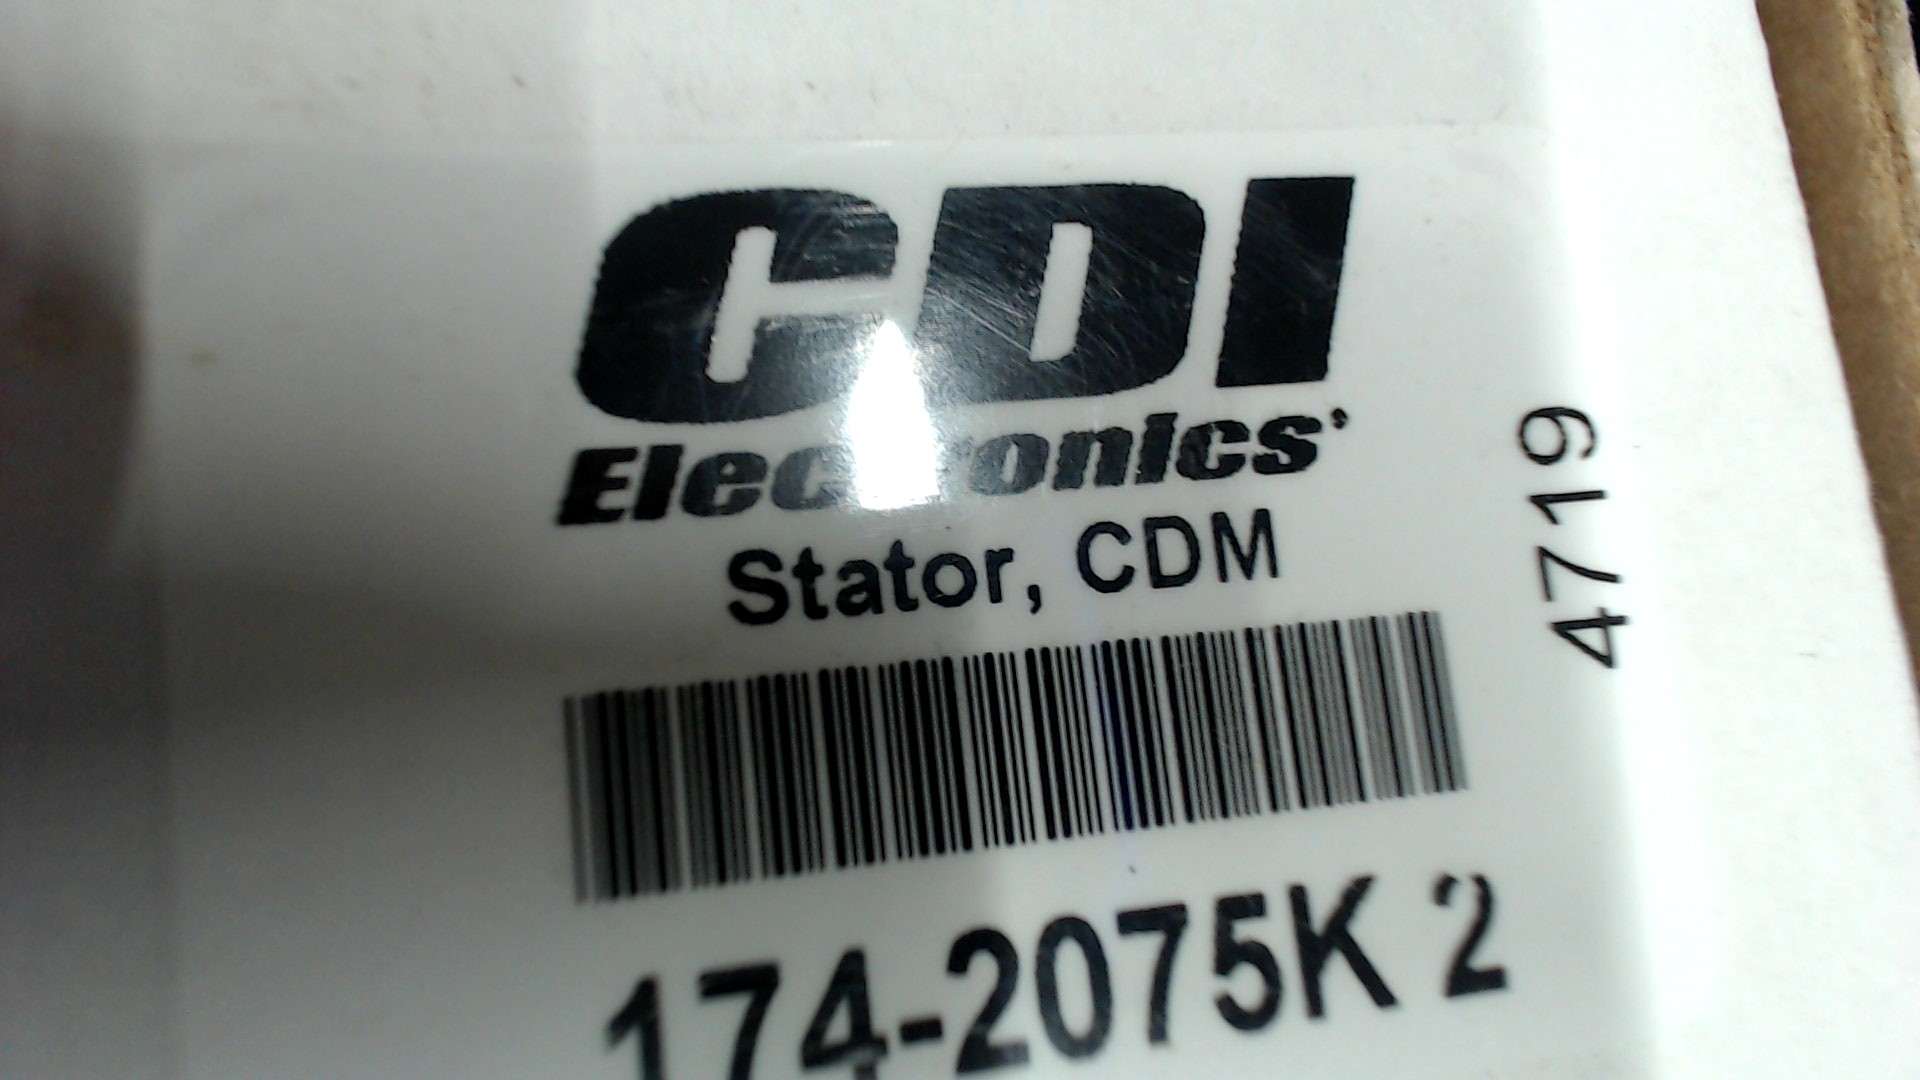 CDI
Electronics
Stator, CDM
4719
174-2075K 2